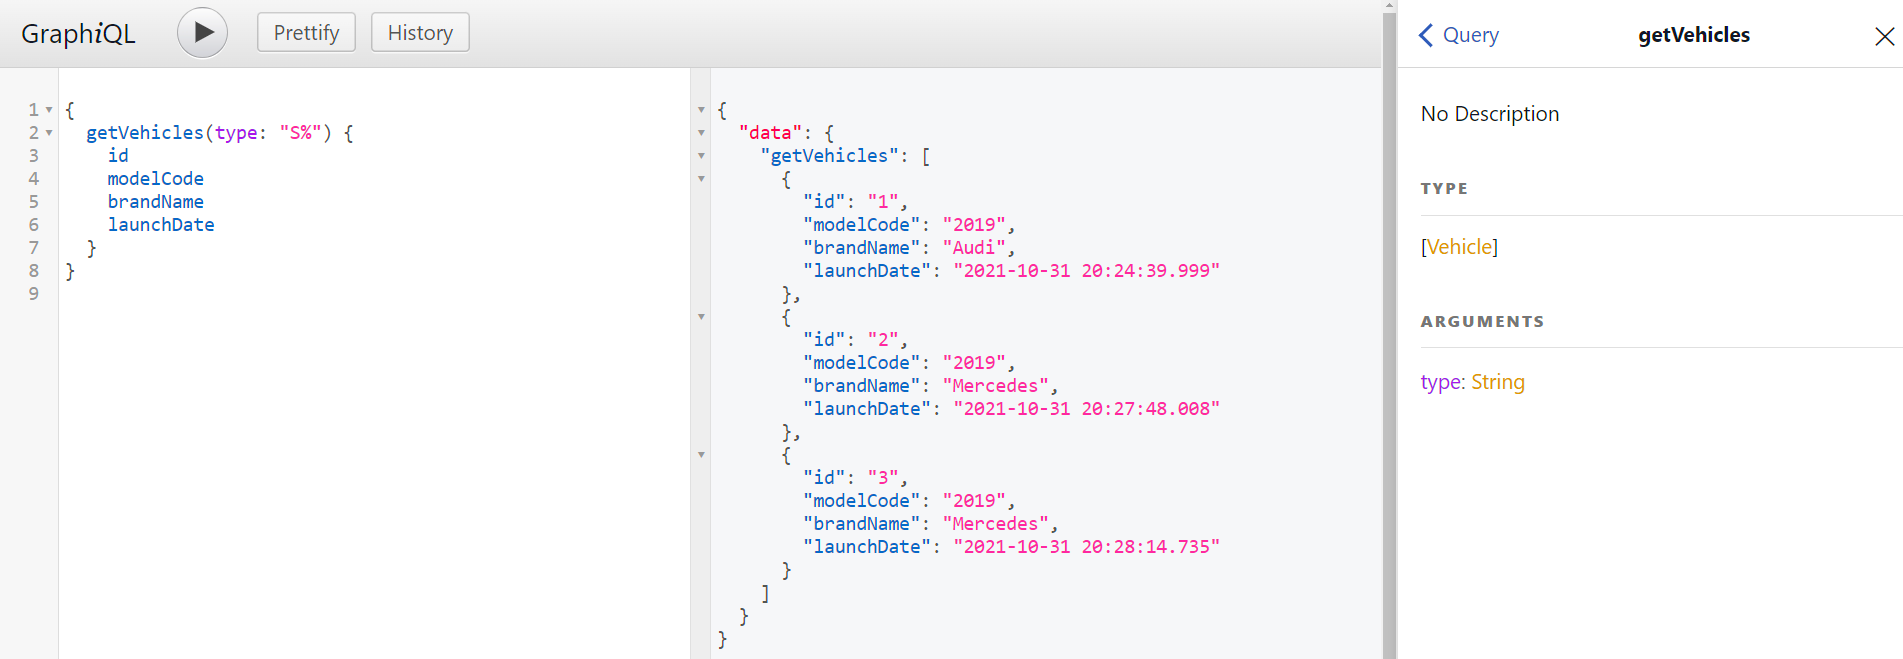 GraphiQL
Prettify
History
1 {
2 getVehicles(type: "S%") {
3 id
4 modelCode
5 brandName
6 launchDate
7 }
8 }
9
{
"data": {
"getVehicles": [
{
"id": "1",
"modelCode": "2019",
"brandName": "Audi",
"launchDate": "2021-10-31 20:24:39.999"
},
{
"id": "2",
"modelCode": "2019",
"brandName": "Mercedes",
"launchDate": "2021-10-31 20:27:48.008"
},
{
"id": "3",
"modelCode": "2019",
"brandName": "Mercedes",
"launchDate": "2021-10-31 20:28:14.735"
}
]
}
}
Query
getVehicles
No Description
TYPE
[Vehicle]
ARGUMENTS
type: String